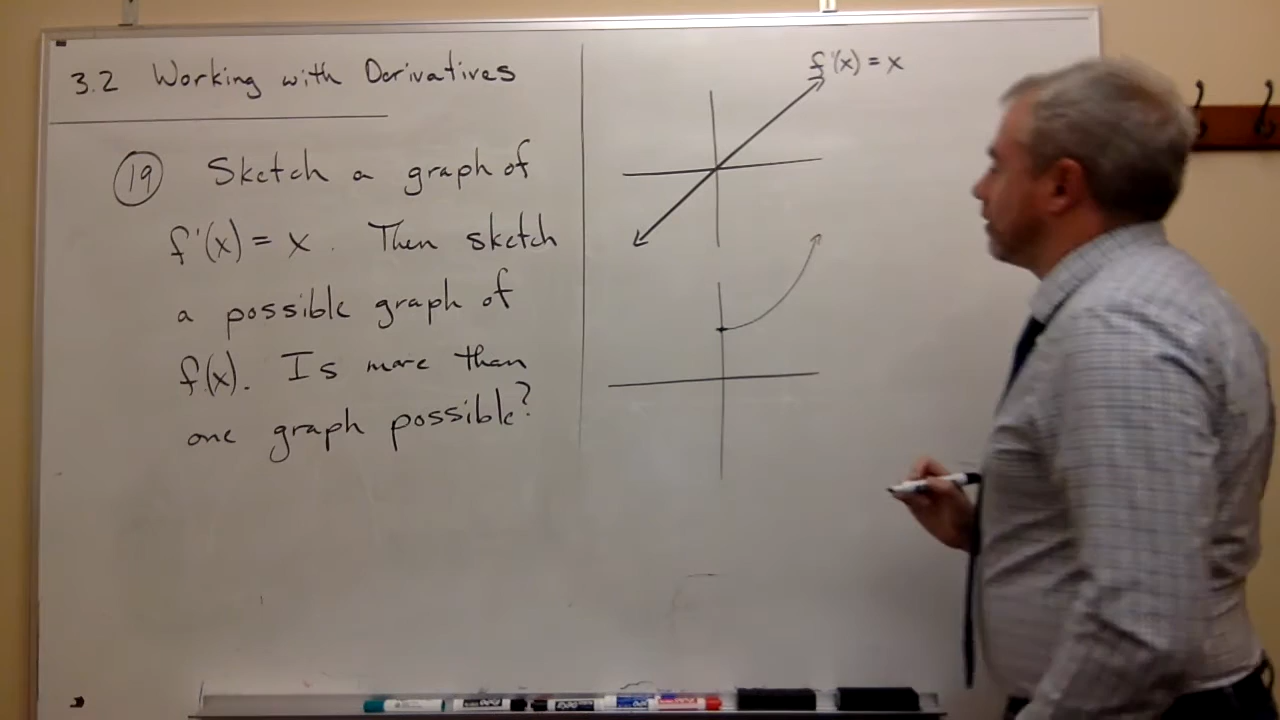 3.2 Working with Derivatives
19 Sketch a graph of
f'(x) = x. Then sketch
a possible graph of
f(x). Is more than
one graph possible?
f'(x) = x